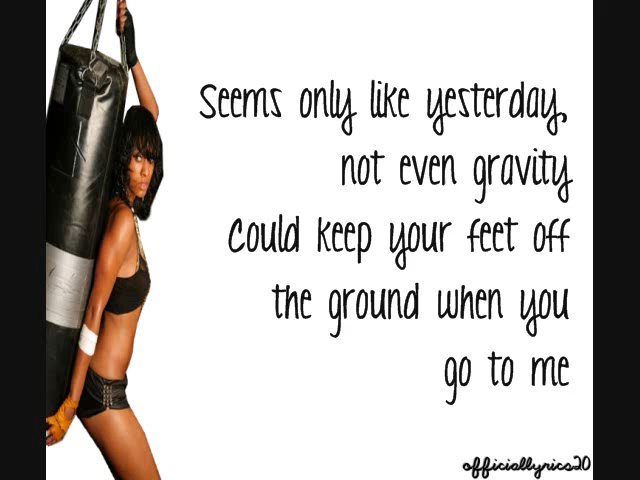 Seems only like yesterday,
not even gravity
Could keep your feet off
the ground when you
go to me
officiallyrics20